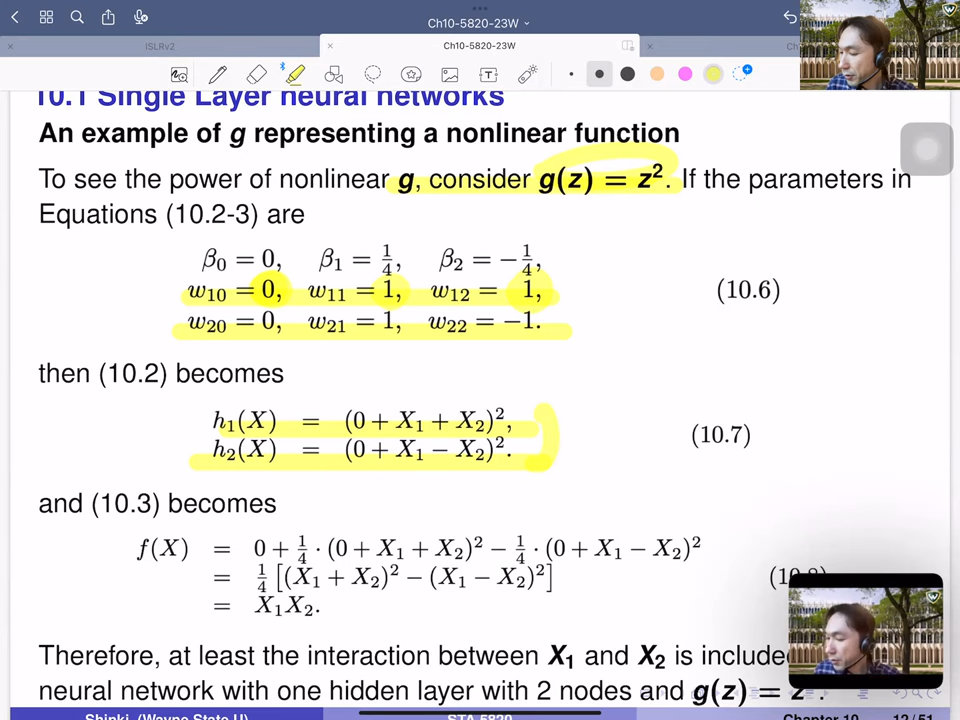 Ch10-5820-23W
ISLRv2
Ch10-5820-23W
10.1 Single Layer neural networks
An example of g representing a nonlinear function
To see the power of nonlinear g, consider g(z) = z². If the parameters in
Equations (10.2-3) are
β₀ = 0, β₁ = 1/4, β₂ = −1/4,
w₁₀ = 0, w₁₁ = 1, w₁₂ = 1, (10.6)
w₂₀ = 0, w₂₁ = 1, w₂₂ = −1.
then (10.2) becomes
h₁(X) = (0 + X₁ + X₂)²,
h₂(X) = (0 + X₁ − X₂)². (10.7)
and (10.3) becomes
f(X) = 0 + 1/4 · (0 + X₁ + X₂)² − 1/4 · (0 + X₁ − X₂)²
= 1/4 [(X₁ + X₂)² − (X₁ − X₂)²]
= X₁X₂.
Therefore, at least the interaction between X₁ and X₂ is
neural network with one hidden layer with 2 nodes and g(z) =
Shinki (Wayne State U) STA 5820 Chapter 10 12/51